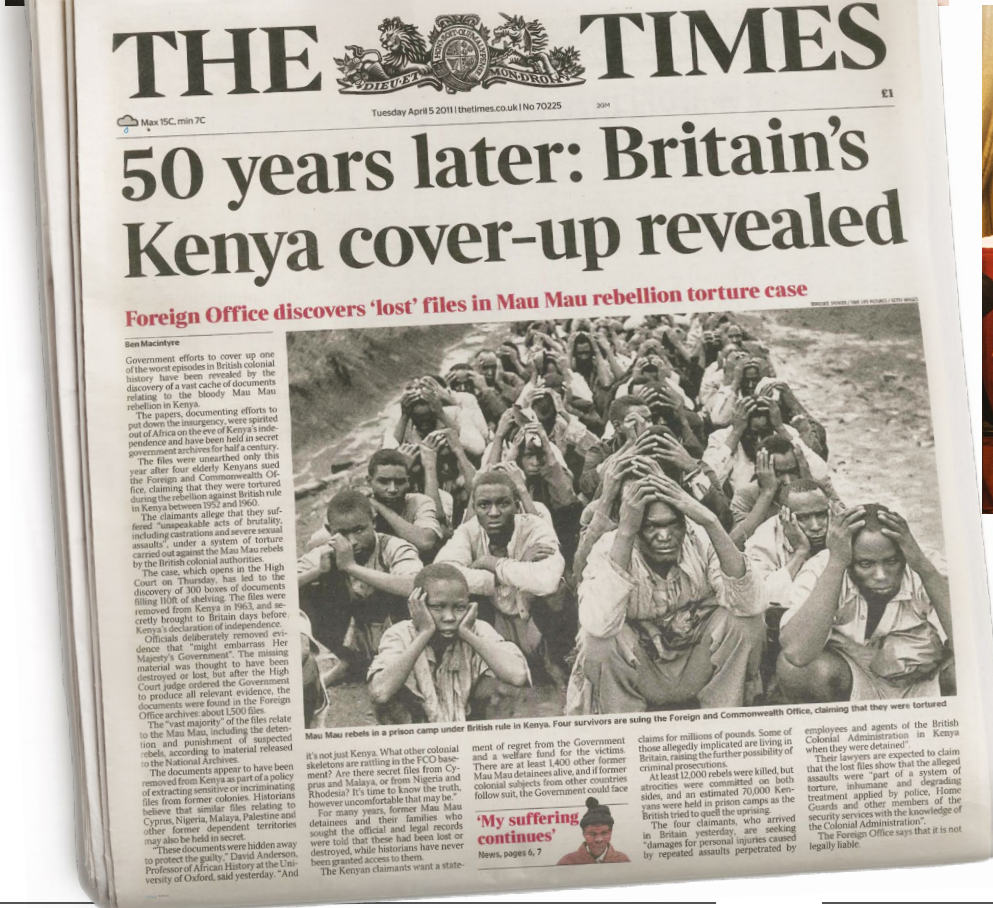 THE TIMES
DIEU·ET MON·DROIT
Tuesday April 5 2011 | thetimes.co.uk | No 70225
2GM
£1
Max 15C, min 7C
50 years later: Britain's
Kenya cover-up revealed
Foreign Office discovers 'lost' files in Mau Mau rebellion torture case
Ben Macintyre
Government efforts to cover up one
of the worst episodes in British colonial
history have been revealed by the
discovery of a vast cache of documents
relating to the bloody Mau Mau
rebellion in Kenya.
The papers, documenting efforts to
put down the insurgency, were spirited
out of Africa on the eve of Kenya's inde-
pendence and have been held in secret
government archives for half a century.
The files were unearthed only this
year after four elderly Kenyans sued
the Foreign and Commonwealth Of-
fice, claiming that they were tortured
during the rebellion against British rule
in Kenya between 1952 and 1960.
The claimants allege that they suf-
fered "unspeakable acts of brutality,
including castrations and severe sexual
assaults", under a system of torture
carried out against the Mau Mau rebels
by the British colonial authorities.
The case, which opens in the High
Court on Thursday, has led to the
discovery of 300 boxes of documents
filling 110ft of shelving. The files were
removed from Kenya in 1963, and se-
cretly brought to Britain days before
Kenya's declaration of independence.
Officials deliberately removed evi-
dence that "might embarrass Her
Majesty's Government". The missing
material was thought to have been
destroyed or lost, but after the High
Court judge ordered the Government
to produce all relevant evidence, the
documents were found in the Foreign
Office archives: about 1,500 files.
The "vast majority" of the files relate
to the Mau Mau, including the deten-
tion and punishment of suspected
rebels, according to material released
to the National Archives.
The documents appear to have been
removed from Kenya as part of a policy
of extracting sensitive or incriminating
files from former colonies. Historians
believe that similar files relating to
Cyprus, Nigeria, Malaya, Palestine and
other former dependent territories
may also be held in secret.
"These documents were hidden away
to protect the guilty," David Anderson,
Professor of African History at the Uni-
versity of Oxford, said yesterday. "And
Mau Mau rebels in a prison camp under British rule in Kenya. Four survivors are suing the Foreign and Commonwealth Office, claiming that they were tortured
it's not just Kenya. What other colonial
skeletons are rattling in the FCO base-
ment? Are there secret files from Cy-
prus and Malaya, or from Nigeria and
Rhodesia? It's time to know the truth,
however uncomfortable that may be."
For many years, former Mau Mau
detainees and their families who
sought the official and legal records
were told that these had been lost or
destroyed, while historians have never
been granted access to them.
The Kenyan claimants want a state-
ment of regret from the Government
and a welfare fund for the victims.
There are at least 1,400 other former
Mau Mau detainees alive, and if former
colonial subjects from other countries
follow suit, the Government could face
'My suffering
continues'
News, pages 6, 7
claims for millions of pounds. Some of
those allegedly implicated are living in
Britain, raising the further possibility of
criminal prosecutions.
At least 12,000 rebels were killed, but
atrocities were committed on both
sides, and an estimated 70,000 Ken-
yans were held in prison camps as the
British tried to quell the uprising.
The four claimants, who arrived
in Britain yesterday, are seeking
"damages for personal injuries caused
by repeated assaults perpetrated by
employees and agents of the British
Colonial Administration in Kenya
when they were detained".
Their lawyers are expected to claim
that the lost files show that the alleged
assaults were "part of a system of
torture, inhumane and degrading
treatment applied by police, Home
Guards and other members of the
security services with the knowledge of
the Colonial Administration".
The Foreign Office says that it is not
legally liable.